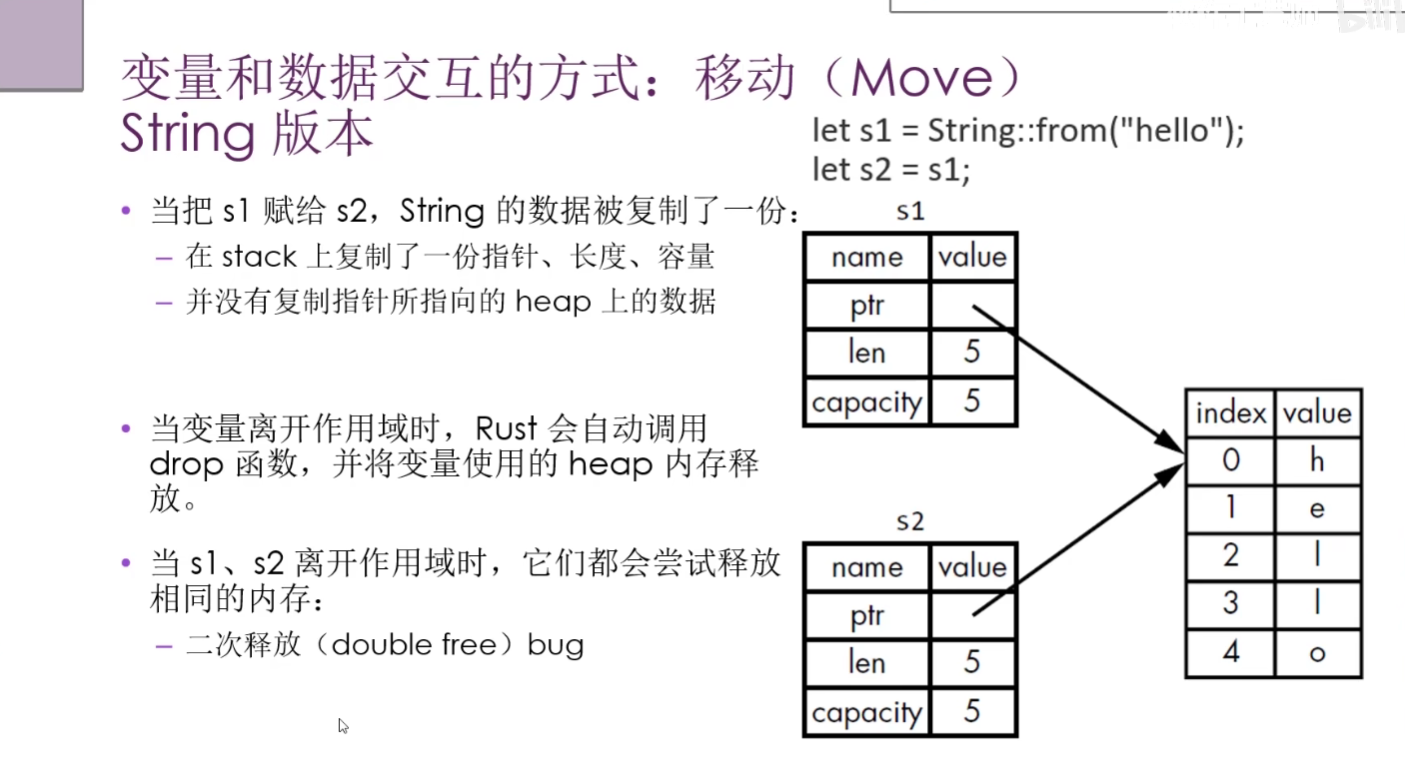 变量和数据交互的方式：移动（Move）
String 版本
let s1 = String::from("hello");
let s2 = s1;
• 当把 s1 赋给 s2，String 的数据被复制了一份：
– 在 stack 上复制了一份指针、长度、容量
– 并没有复制指针所指向的 heap 上的数据
• 当变量离开作用域时，Rust 会自动调用
drop 函数，并将变量使用的 heap 内存释
放。
• 当 s1、s2 离开作用域时，它们都会尝试释放
相同的内存：
– 二次释放（double free）bug
s1
name value
ptr
len 5
capacity 5
s2
name value
ptr
len 5
capacity 5
index value
0 h
1 e
2 l
3 l
4 o